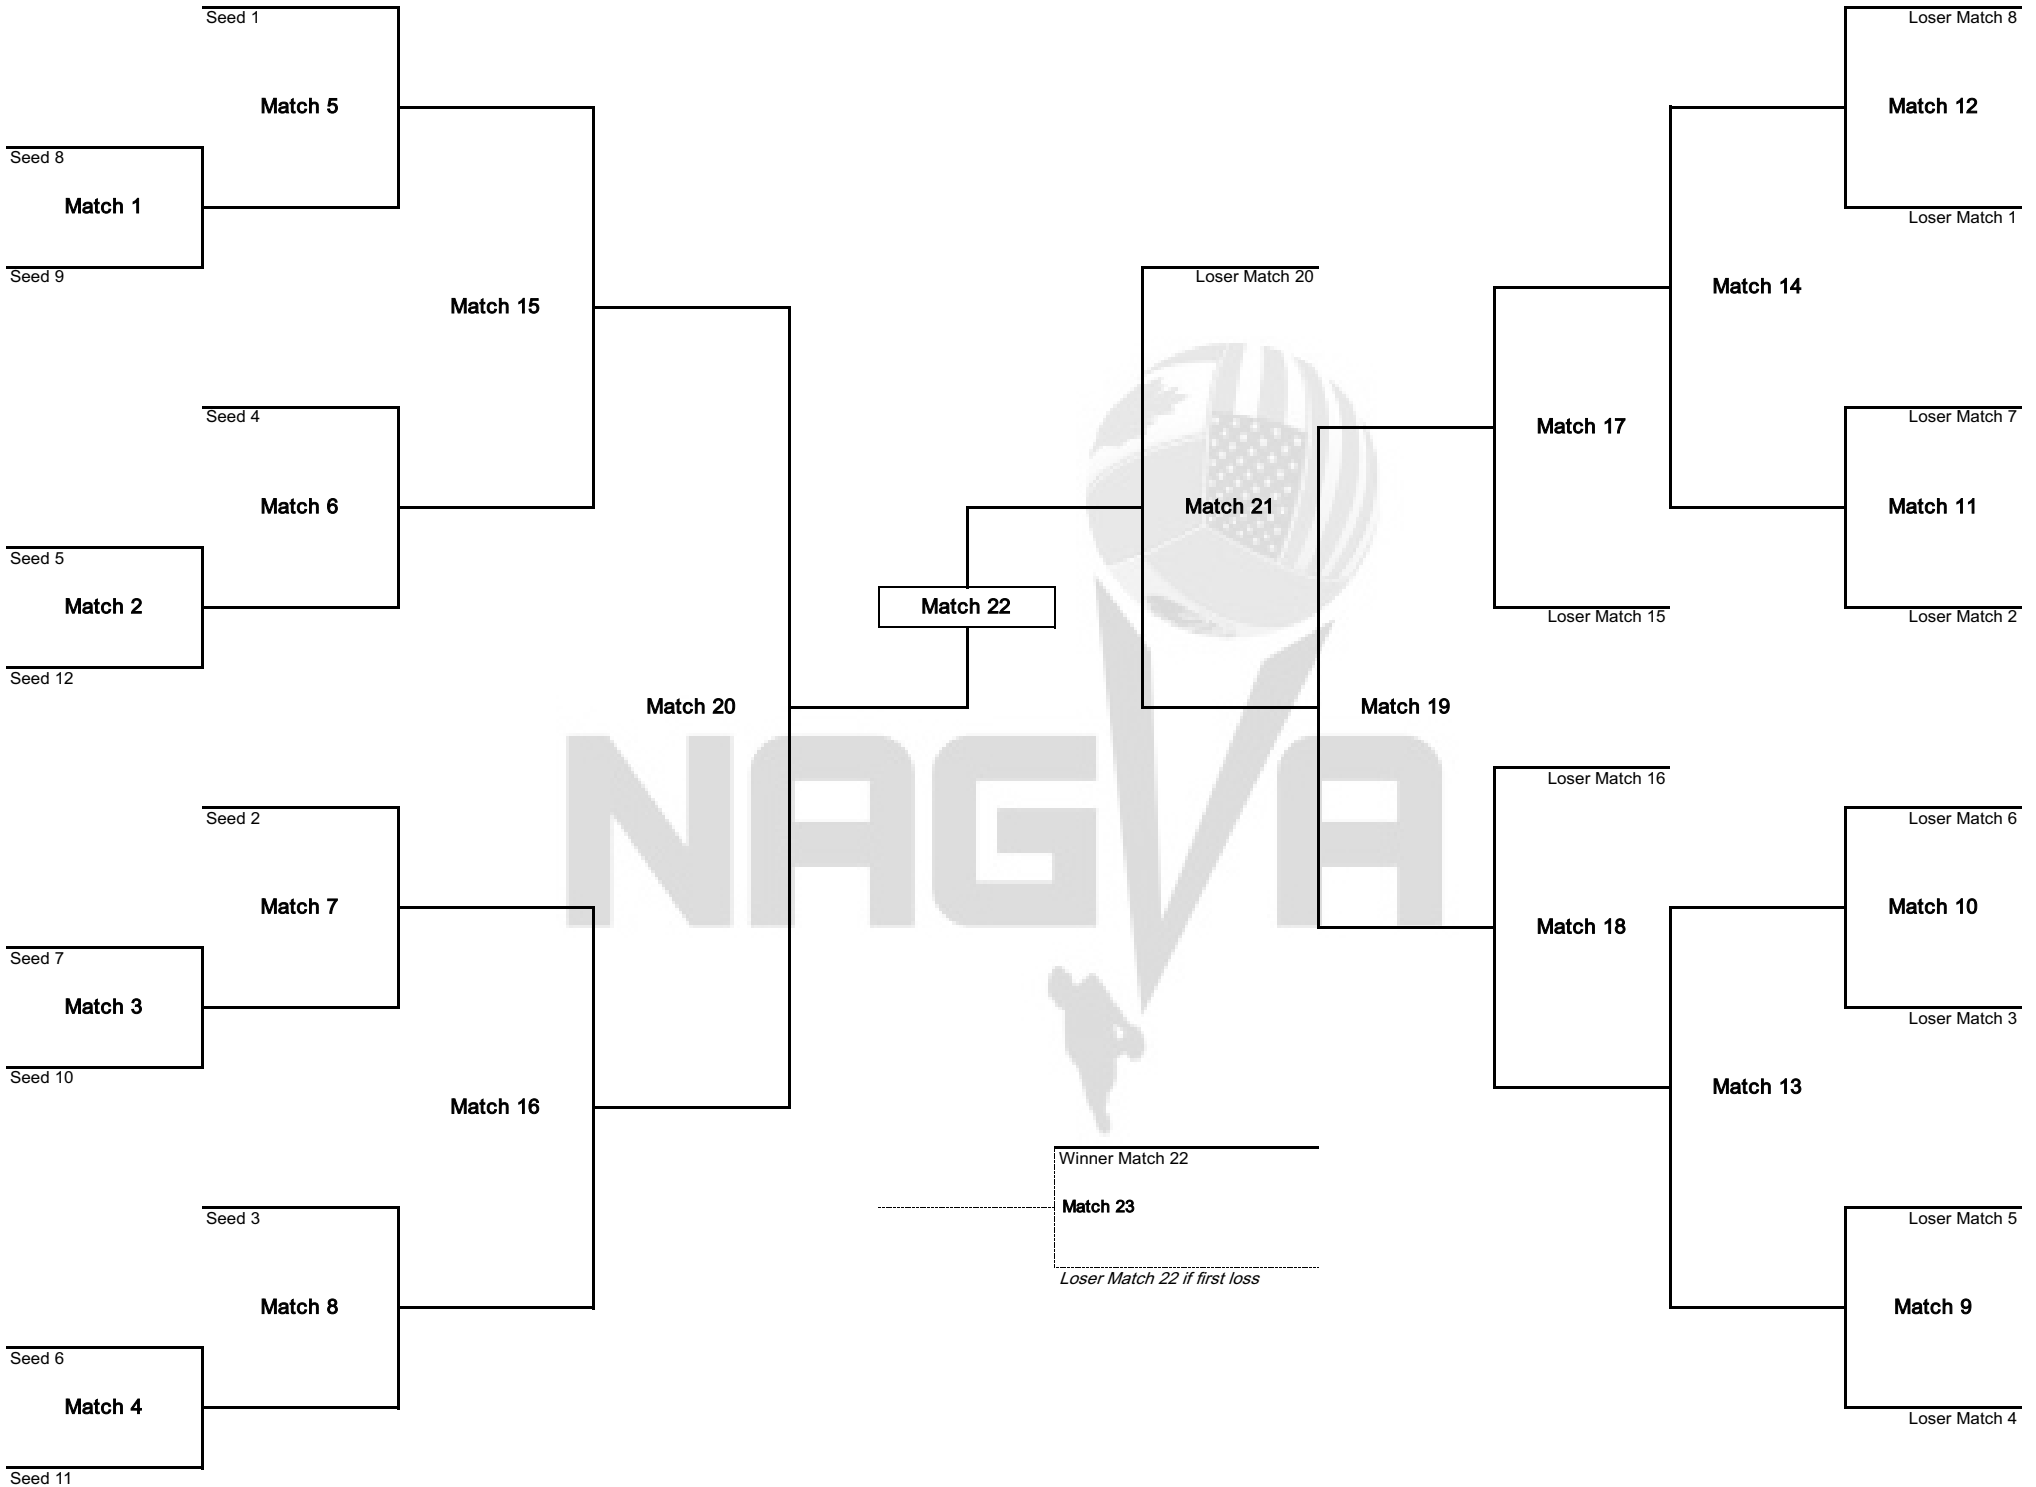 Seed 1
Loser Match 8
Match 5
Match 12
Seed 8
Match 1
Loser Match 1
Seed 9
Loser Match 20
Match 15
Match 14
Seed 4
Loser Match 7
Match 17
Match 6
Match 21
Match 11
Seed 5
Match 2
Match 22
Loser Match 15
Loser Match 2
Seed 12
Match 20
Match 19
NAGVA
Loser Match 16
Seed 2
Loser Match 6
Match 7
Match 10
Match 18
Seed 7
Match 3
Loser Match 3
Seed 10
Match 16
Match 13
Winner Match 22
Match 23
Seed 3
Loser Match 5
Loser Match 22 if first loss
Match 8
Match 9
Seed 6
Match 4
Loser Match 4
Seed 11